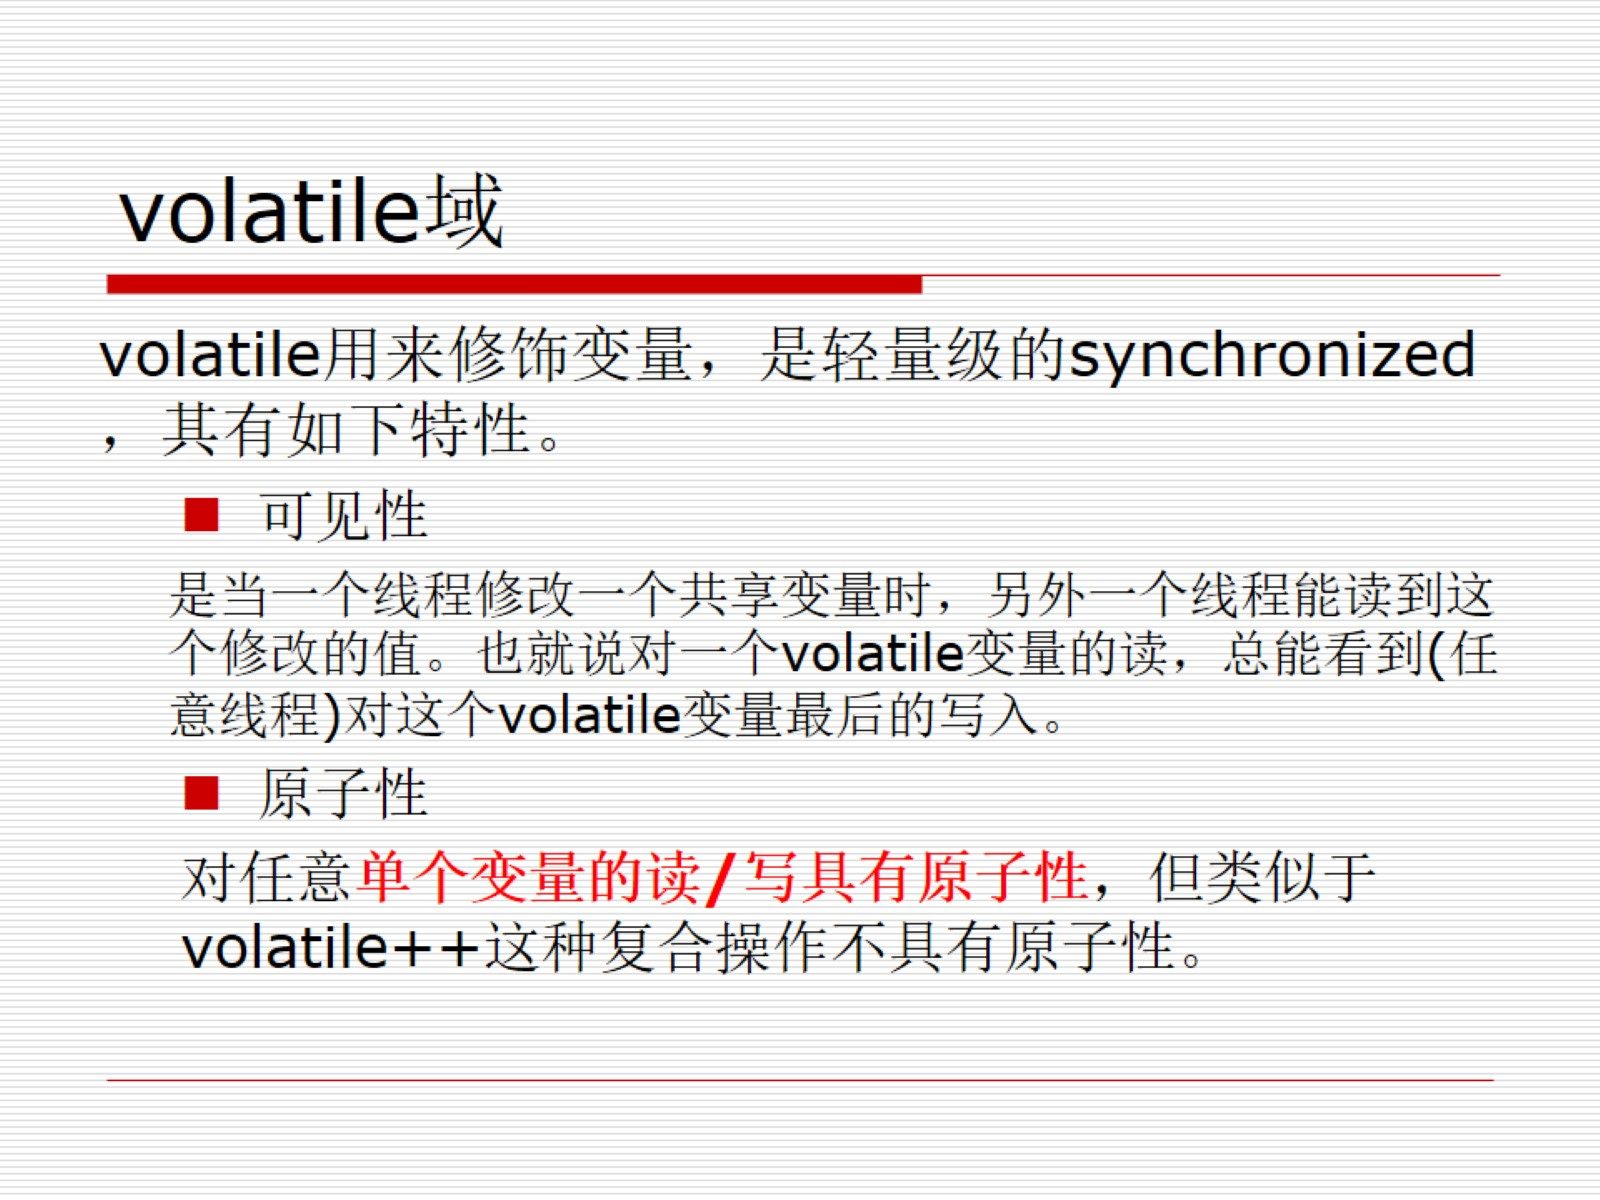 volatile域
volatile用来修饰变量，是轻量级的synchronized
，其有如下特性。
可见性
是当一个线程修改一个共享变量时，另外一个线程能读到这
个修改的值。也就说对一个volatile变量的读，总能看到(任
意线程)对这个volatile变量最后的写入。
原子性
对任意单个变量的读/写具有原子性，但类似于
volatile++这种复合操作不具有原子性。